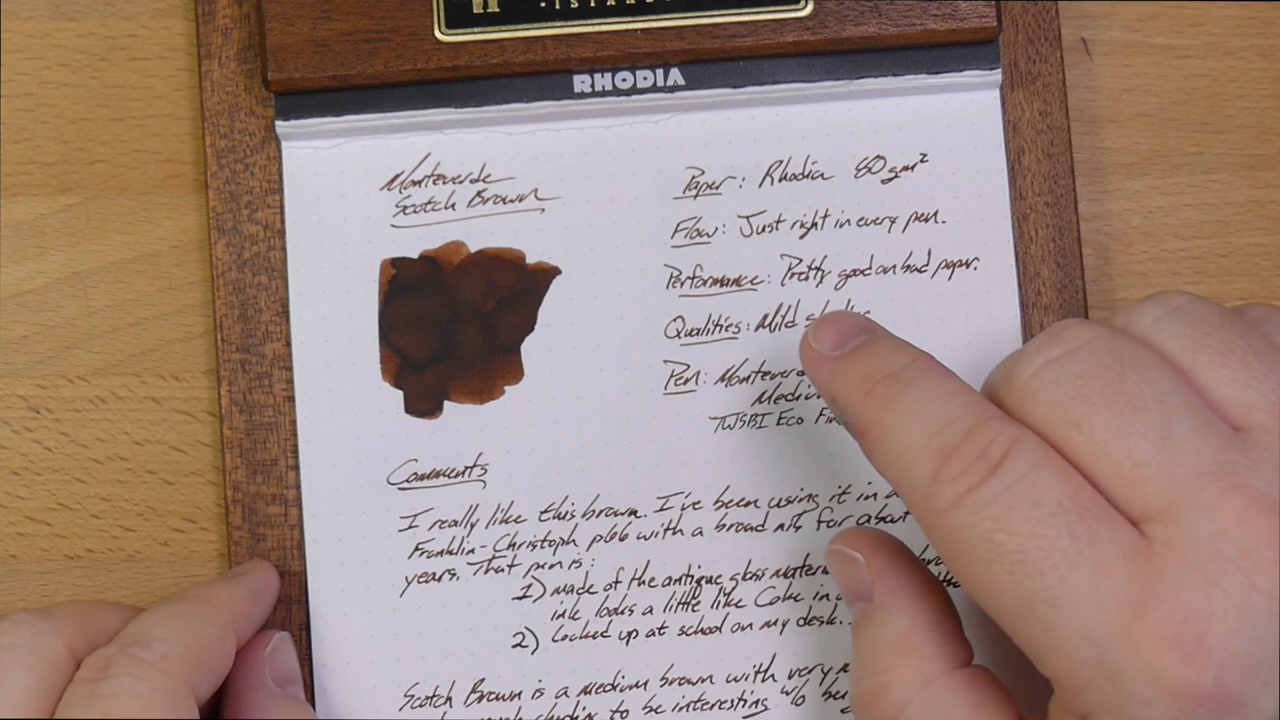 RHODIA
Monteverde
Scotch Brown
Paper: Rhodia 80 gm²
Flow: Just right in every pen.
Performance: Pretty good on bad paper.
Qualities: Mild
Pen: Monteverde
Medium
TWSBI Eco
Comments
I really like this brown. I've been using it in a
Franklin-Christoph p66 with a broad nib for about
years. That pen is:
1) made of the antique glass
ink looks a little like Coke in
2) Locked up at school on my desk.
Scotch Brown is a medium brown with very
shading to be interesting w/o